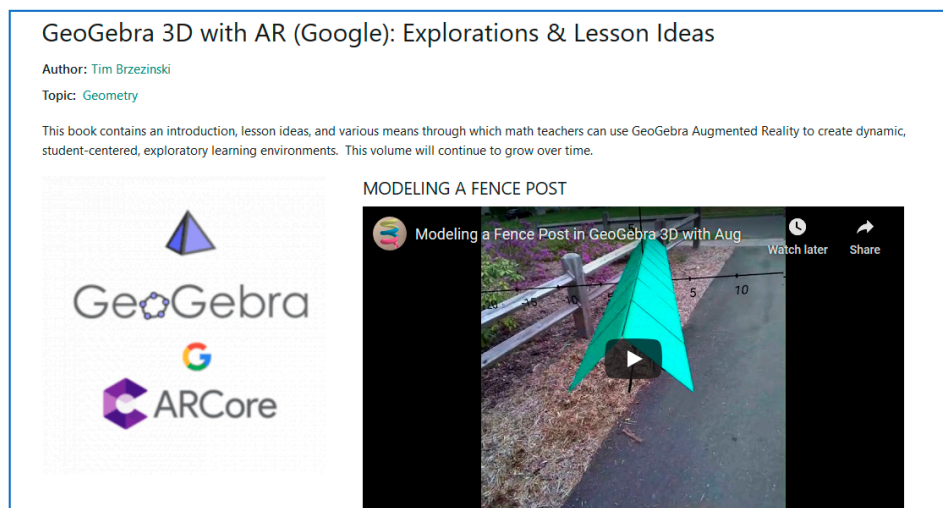 GeoGebra 3D with AR (Google): Explorations & Lesson Ideas
Author: Tim Brzezinski
Topic: Geometry
This book contains an introduction, lesson ideas, and various means through which math teachers can use GeoGebra Augmented Reality to create dynamic,
student-centered, exploratory learning environments. This volume will continue to grow over time.
GeoGebra
ARCore
MODELING A FENCE POST
Modeling a Fence Post in GeoGebra 3D with Aug
Watch later
Share
-15
-10
5
10